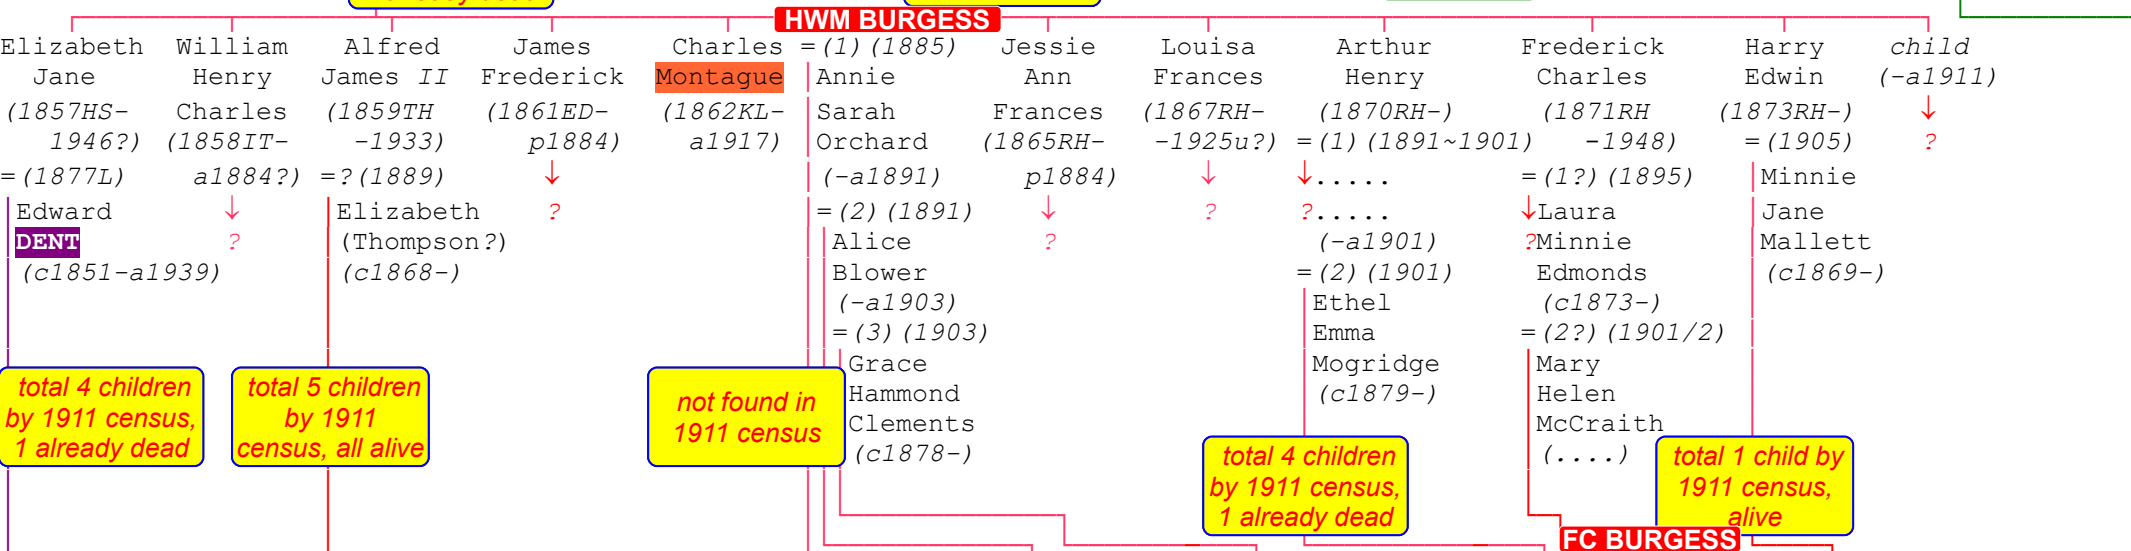 already dead
HWM BURGESS
Elizabeth
Jane
(1857HS-
1946?)
=(1877L)
Edward
DENT
(c1851-a1939)
William
Henry
Charles
(1858IT-
a1884?)
?
Alfred
James II
(1859TH
-1933)
=?(1889)
Elizabeth
(Thompson?)
(c1868-)
James
Frederick
(1861ED-
p1884)
?
Charles
Montague
(1862KL-
a1917)
=(1)(1885)
Annie
Sarah
Orchard
(-a1891)
=(2)(1891)
Alice
Blower
(-a1903)
=(3)(1903)
Grace
Hammond
Clements
(c1878-)
Jessie
Ann
Frances
(1865RH-
p1884)
?
Louisa
Frances
(1867RH-
-1925u?)
?
Arthur
Henry
(1870RH-)
=(1)(1891~1901)
.....
?.....
(-a1901)
=(2)(1901)
Ethel
Emma
Mogridge
(c1879-)
Frederick
Charles
(1871RH
-1948)
=(1?)(1895)
Laura
?Minnie
Edmonds
(c1873-)
=(2?)(1901/2)
Mary
Helen
McCraith
(....)
Harry
Edwin
(1873RH-)
=(1905)
Minnie
Jane
Mallett
(c1869-)
child
(-a1911)
?
total 4 children
by 1911 census,
1 already dead
total 5 children
by 1911
census, all alive
not found in
1911 census
total 4 children
by 1911 census,
1 already dead
total 1 child by
1911 census,
alive
FC BURGESS